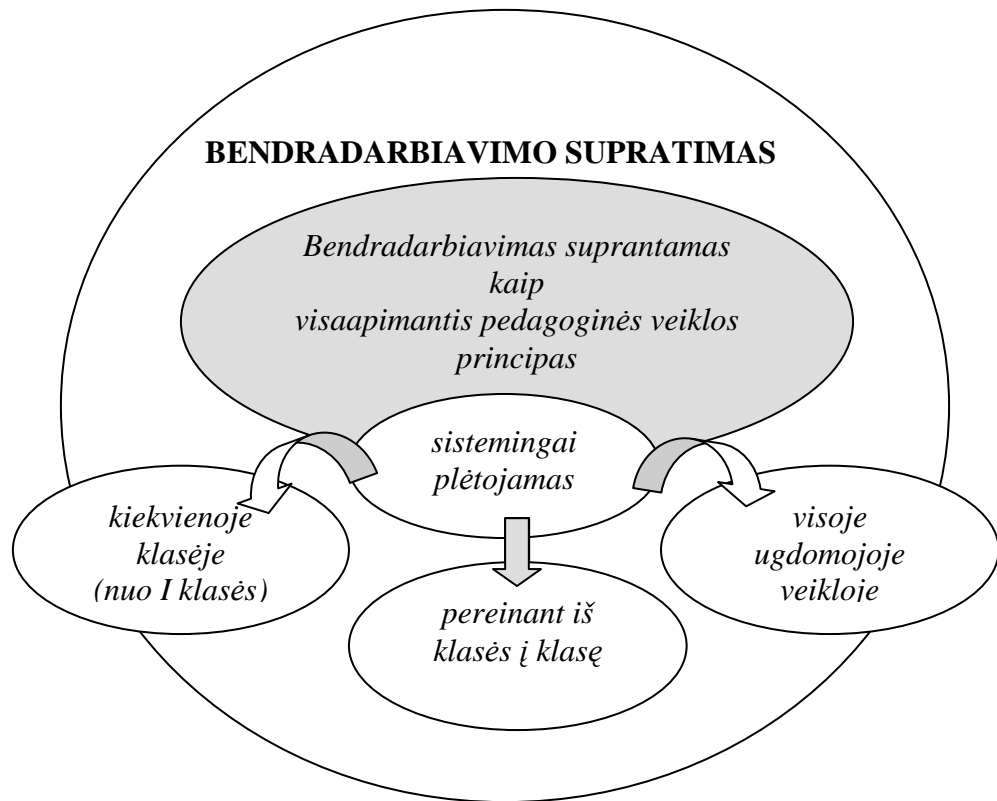 BENDRADARBIAVIMO SUPRATIMAS
Bendradarbiavimas suprantamas
kaip
visaapimantis pedagoginės veiklos
principas
sistemingai
plėtojamas
kiekvienoje
klasėje
(nuo I klasės)
pereinant iš
klasės į klasę
visoje
ugdomojoje
veikloje